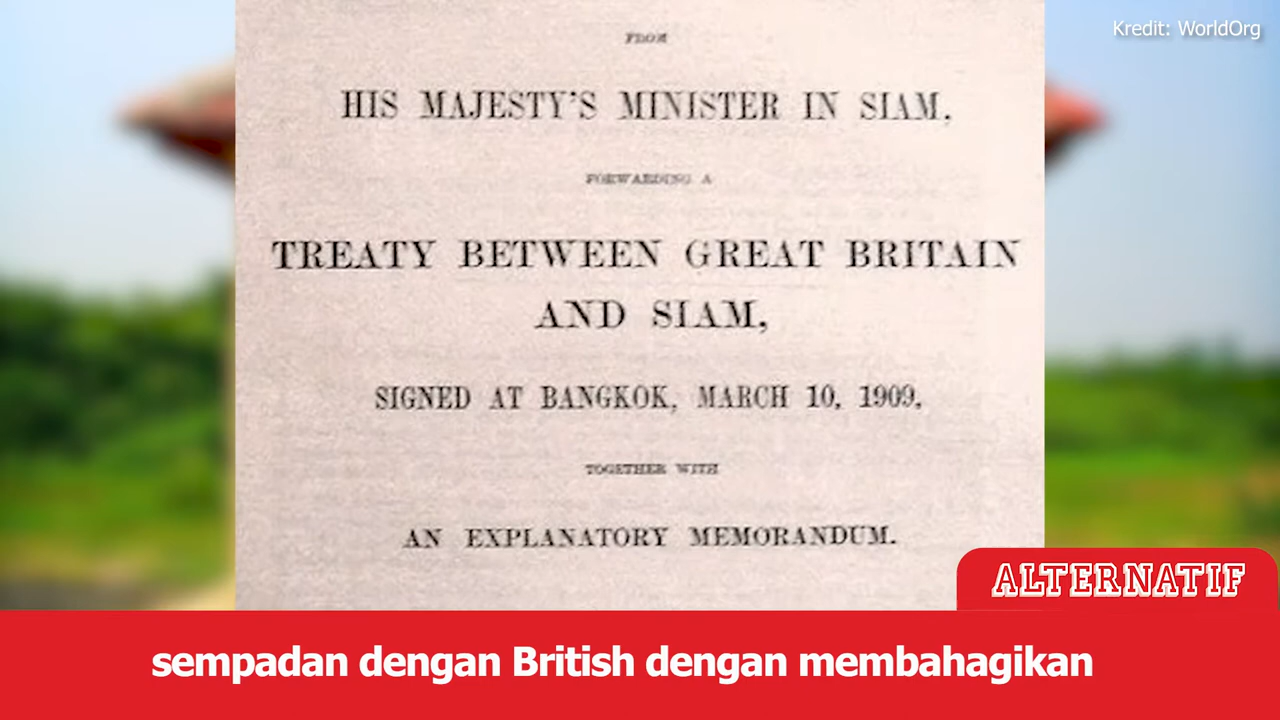 Kredit: WorldOrg
FROM
HIS MAJESTY'S MINISTER IN SIAM,
FORWARDING A
TREATY BETWEEN GREAT BRITAIN
AND SIAM,
SIGNED AT BANGKOK, MARCH 10, 1909,
TOGETHER WITH
AN EXPLANATORY MEMORANDUM.
ALTERNATIF
sempadan dengan British dengan membahagikan